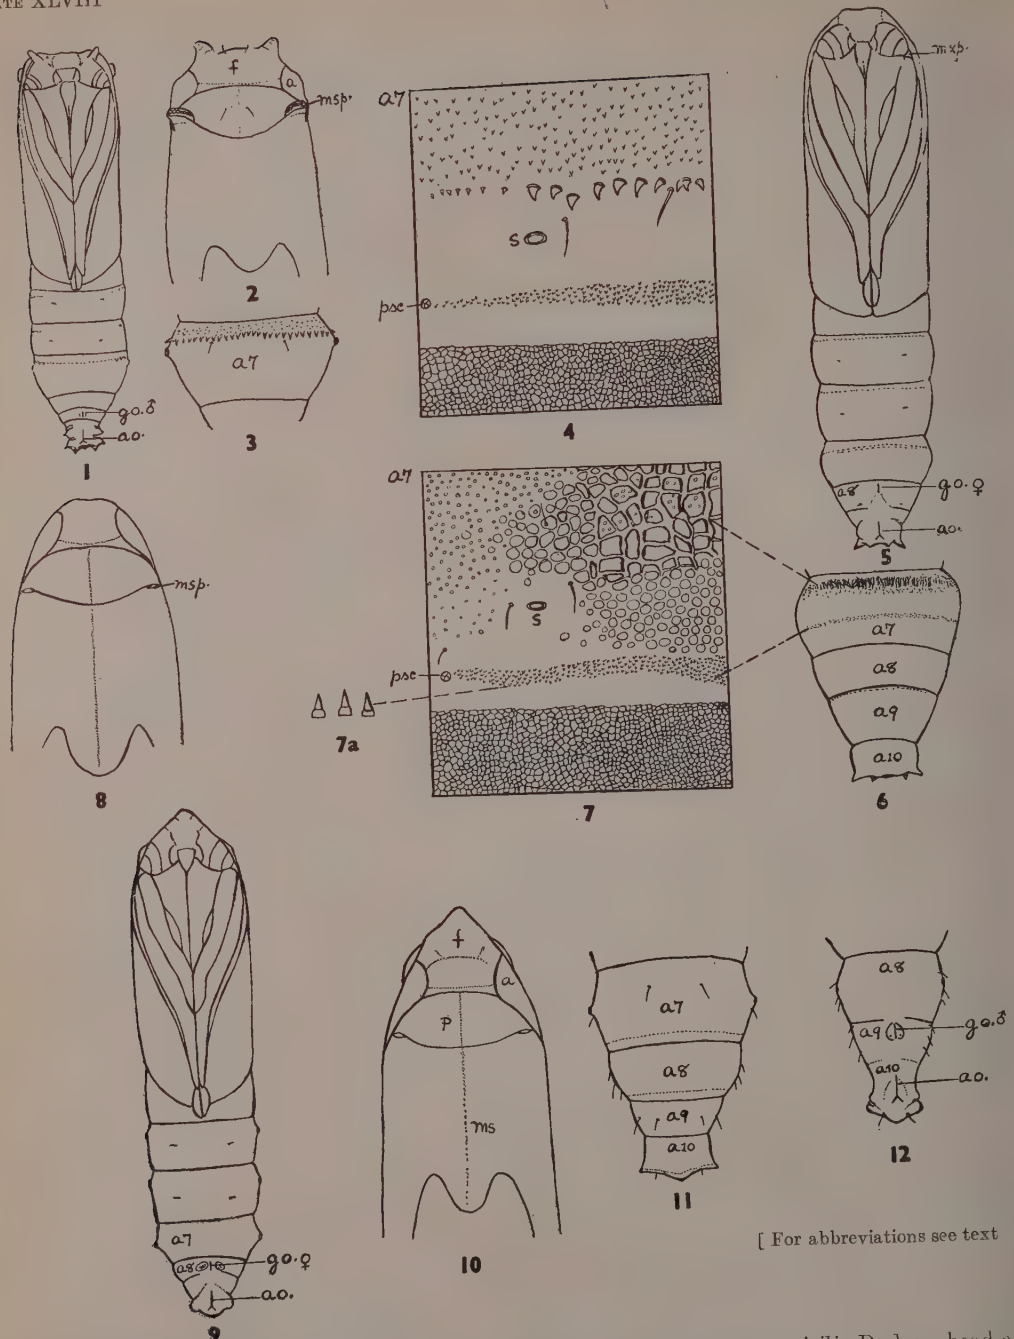 ATE XLVIII
f
a
msp.
2
a7
3
go.♂
ao.
1
a7
s
psc
4
mxp.
a8
go.♀
ao.
5
msp.
8
a7
s
psc
7a
7
a7
a8
a9
a10
6
a7
a8
go.♀
ao.
9
f
a
p
ms
10
a7
a8
a9
a10
11
a8
a9
go.♂
a10
ao.
12
[ For abbreviations see text